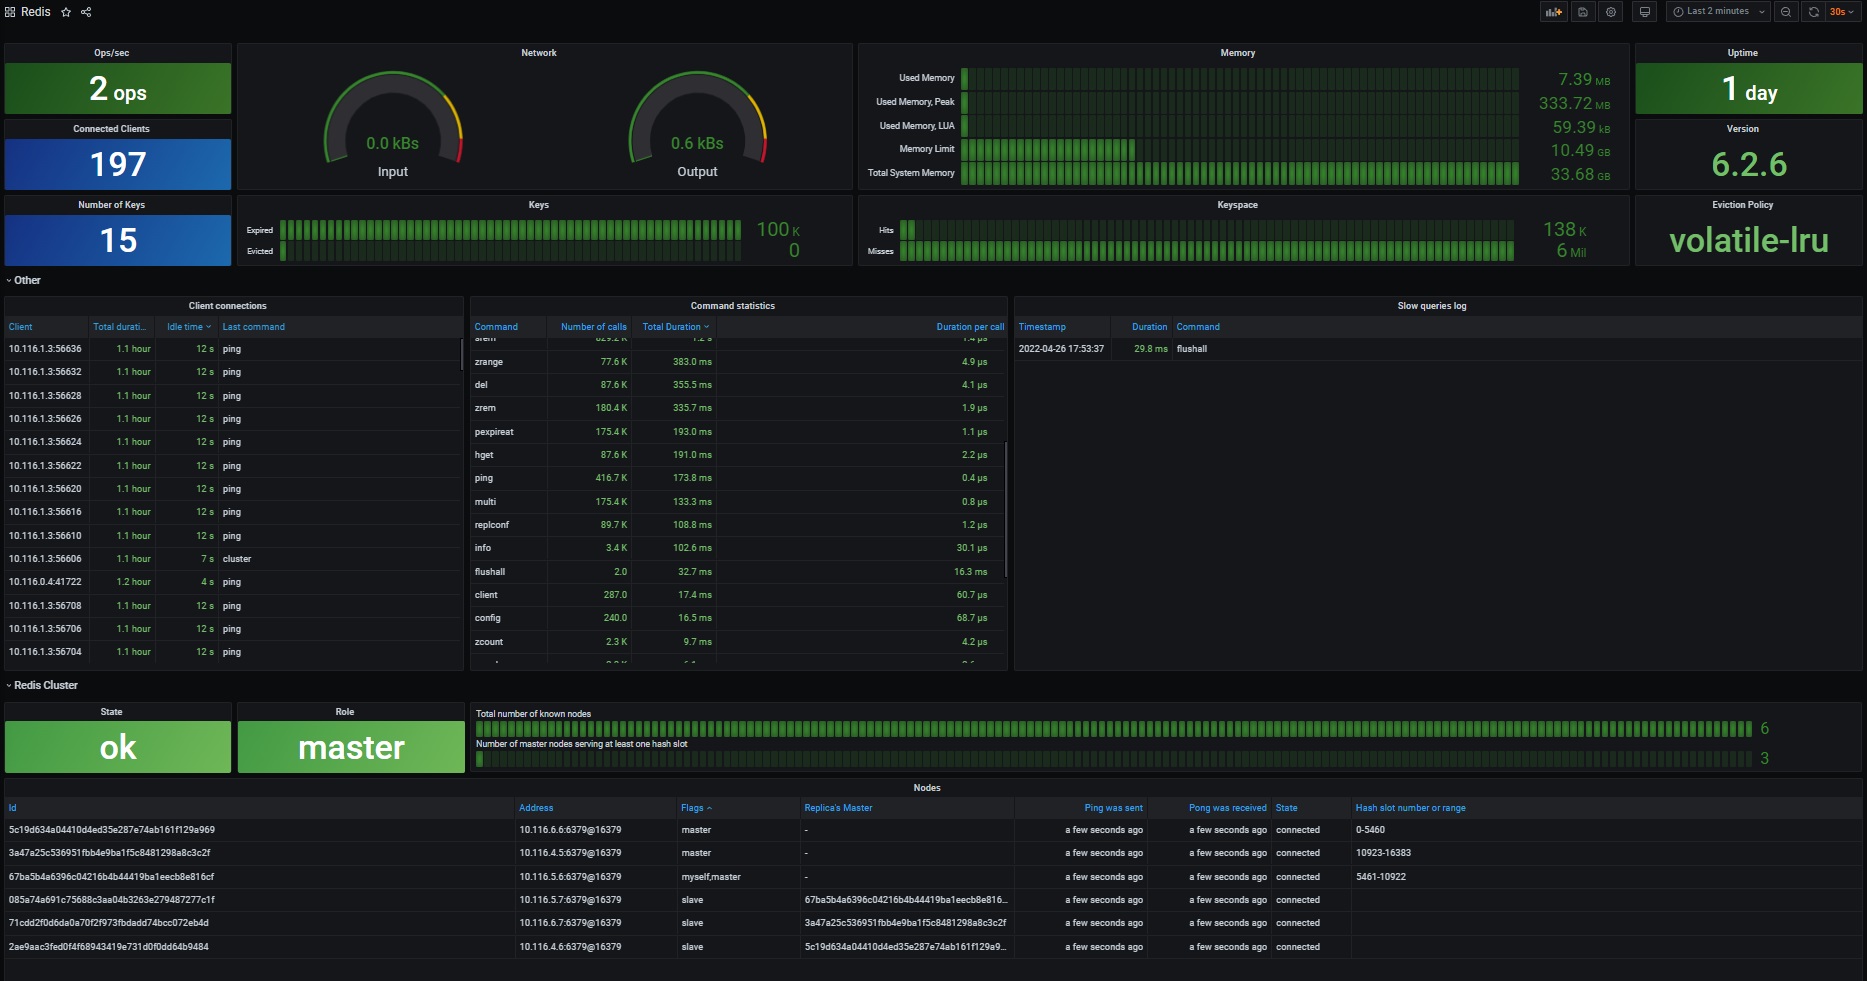 Redis
Last 2 minutes
30s
Ops/sec
2 ops
Connected Clients
197
Number of Keys
15
Network
0.0 kBs
Input
0.6 kBs
Output
Memory
Used Memory 7.39 MB
Used Memory, Peak 333.72 MB
Used Memory, LUA 59.39 kB
Memory Limit 10.49 GB
Total System Memory 33.68 GB
Uptime
1 day
Version
6.2.6
Keys
Expired 100 K
Evicted 0
Keyspace
Hits 138 K
Misses 6 Mil
Eviction Policy
volatile-lru
Other
Client connections
Client Total durati... Idle time Last command
10.116.1.3:56636 1.1 hour 12 s ping
10.116.1.3:56632 1.1 hour 12 s ping
10.116.1.3:56628 1.1 hour 12 s ping
10.116.1.3:56626 1.1 hour 12 s ping
10.116.1.3:56624 1.1 hour 12 s ping
10.116.1.3:56622 1.1 hour 12 s ping
10.116.1.3:56620 1.1 hour 12 s ping
10.116.1.3:56616 1.1 hour 12 s ping
10.116.1.3:56610 1.1 hour 12 s ping
10.116.1.3:56606 1.1 hour 7 s cluster
10.116.0.4:41722 1.2 hour 4 s ping
10.116.1.3:56708 1.1 hour 12 s ping
10.116.1.3:56706 1.1 hour 12 s ping
10.116.1.3:56704 1.1 hour 12 s ping
Command statistics
Command Number of calls Total Duration Duration per call
zrange 77.6 K 383.0 ms 4.9 µs
del 87.6 K 355.5 ms 4.1 µs
zrem 180.4 K 335.7 ms 1.9 µs
pexpireat 175.4 K 193.0 ms 1.1 µs
hget 87.6 K 191.0 ms 2.2 µs
ping 416.7 K 173.8 ms 0.4 µs
multi 175.4 K 133.3 ms 0.8 µs
replconf 89.7 K 108.8 ms 1.2 µs
info 3.4 K 102.6 ms 30.1 µs
flushall 2.0 32.7 ms 16.3 ms
client 287.0 17.4 ms 60.7 µs
config 240.0 16.5 ms 68.7 µs
zcount 2.3 K 9.7 ms 4.2 µs
Slow queries log
Timestamp Duration Command
2022-04-26 17:53:37 29.8 ms flushall
Redis Cluster
State
ok
Role
master
Total number of known nodes
6
Number of master nodes serving at least one hash slot
3
Nodes
Id Address Flags Replica's Master Ping was sent Pong was received State Hash slot number or range
5c19d634a04410d4ed35e287e74ab161f129a969 10.116.6.6:6379@16379 master - a few seconds ago a few seconds ago connected 0-5460
3a47a25c536951fbb4e9ba1f5c8481298a8c3c2f 10.116.4.5:6379@16379 master - a few seconds ago a few seconds ago connected 10923-16383
67ba5b4a6396c04216b4b44419ba1eecb8e816cf 10.116.5.6:6379@16379 myself,master - a few seconds ago a few seconds ago connected 5461-10922
085a74a691c75688c3aa04b3263e279487277c1f 10.116.5.7:6379@16379 slave 67ba5b4a6396c04216b4b44419ba1eecb8e816... a few seconds ago a few seconds ago connected
71cdd2f0d6da0a70f2f973fbdadd74bcc072eb4d 10.116.6.7:6379@16379 slave 3a47a25c536951fbb4e9ba1f5c8481298a8c3c2f a few seconds ago a few seconds ago connected
2ae9aac3fed0f4f68943419e731d0f0dd64b9484 10.116.4.6:6379@16379 slave 5c19d634a04410d4ed35e287e74ab161f129a9... a few seconds ago a few seconds ago connected